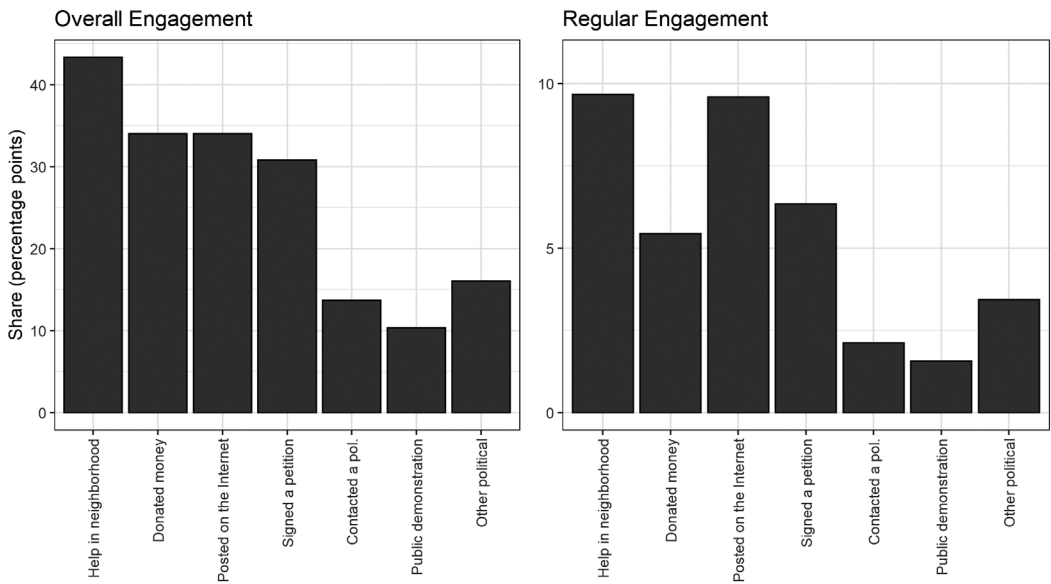 Overall Engagement
Share (percentage points)
40
30
20
10
0
Help in neighborhood
Donated money
Posted on the Internet
Signed a petition
Contacted a pol.
Public demonstration
Other political
Regular Engagement
10
5
0
Help in neighborhood
Donated money
Posted on the Internet
Signed a petition
Contacted a pol.
Public demonstration
Other political